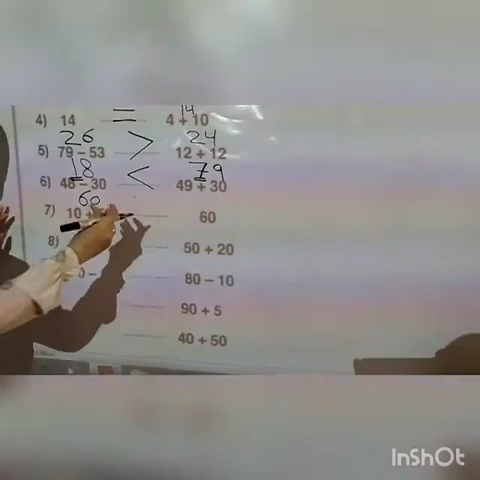 14
4) 14 = 4 + 10
26 24
5) 79 - 53 > 12 + 12
18 79
6) 48 - 30 < 49 + 30
60
7) 10 + 60
8) 50 + 20
80 - 10
90 + 5
40 + 50
InShOt